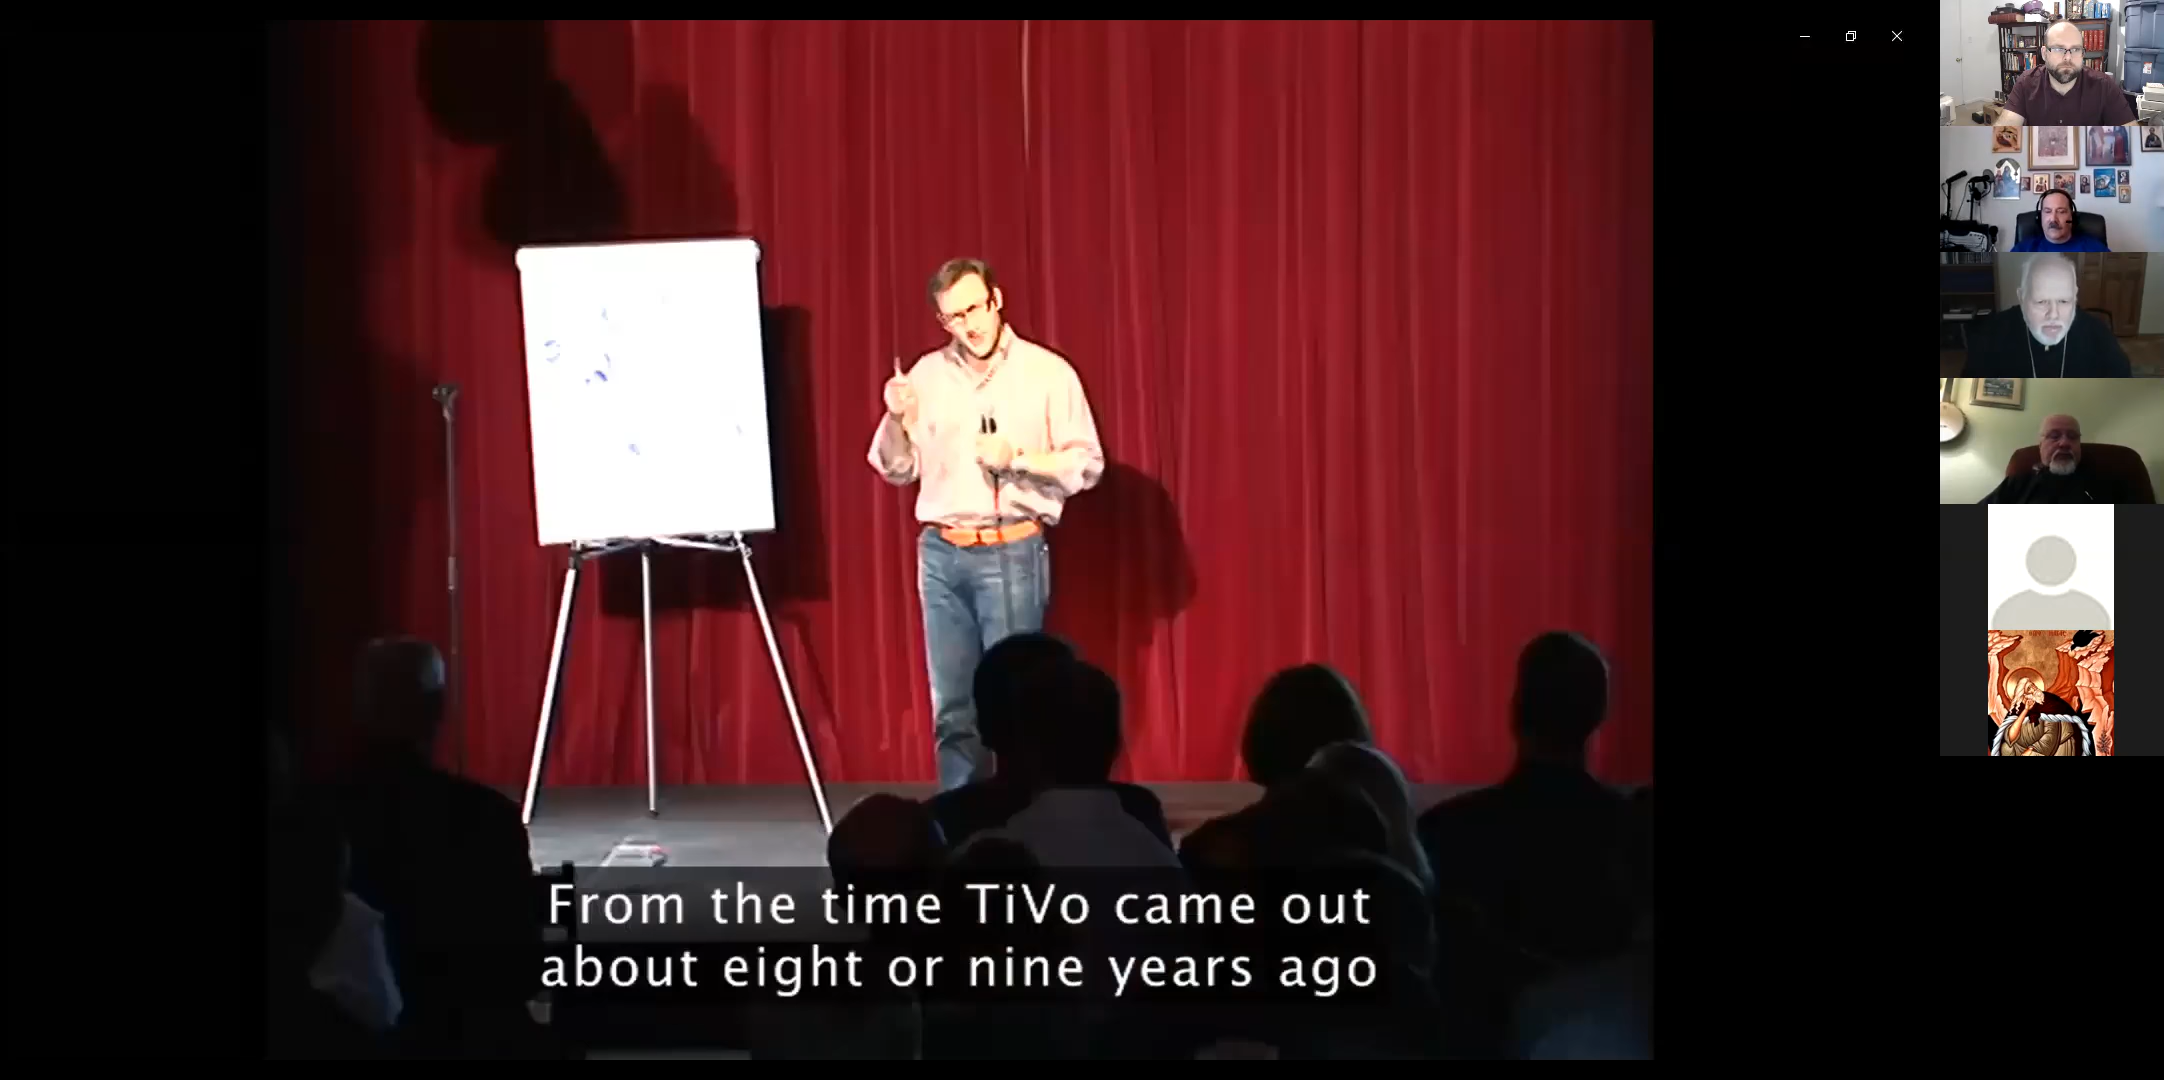 From the time TiVo came out
about eight or nine years ago